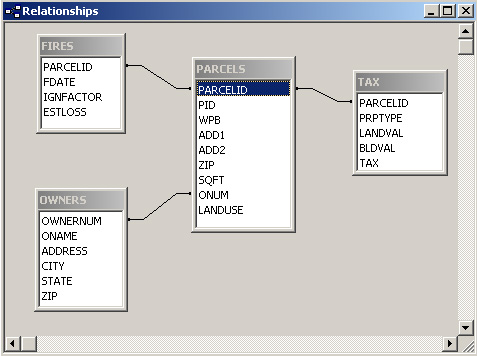 Relationships
FIRES
PARCELID
FDATE
IGNFACTOR
ESTLOSS
PARCELS
PARCELID
PID
WPB
ADD1
ADD2
ZIP
SQFT
ONUM
LANDUSE
TAX
PARCELID
PRPTYPE
LANDVAL
BLDVAL
TAX
OWNERS
OWNERNUM
ONAME
ADDRESS
CITY
STATE
ZIP